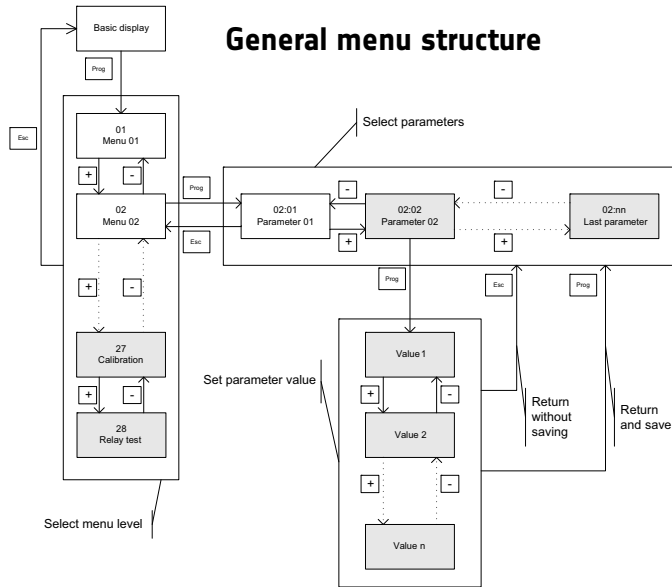 General menu structure
Basic display
Prog
Esc
01
Menu 01
+
-
02
Menu 02
Prog
Esc
+
-
27
Calibration
+
-
28
Relay test
Select menu level
Select parameters
02:01
Parameter 01
-
+
02:02
Parameter 02
-
+
02:nn
Last parameter
Prog
Esc
Prog
Set parameter value
Value 1
+
-
Value 2
+
-
Value n
Return
without
saving
Return
and save